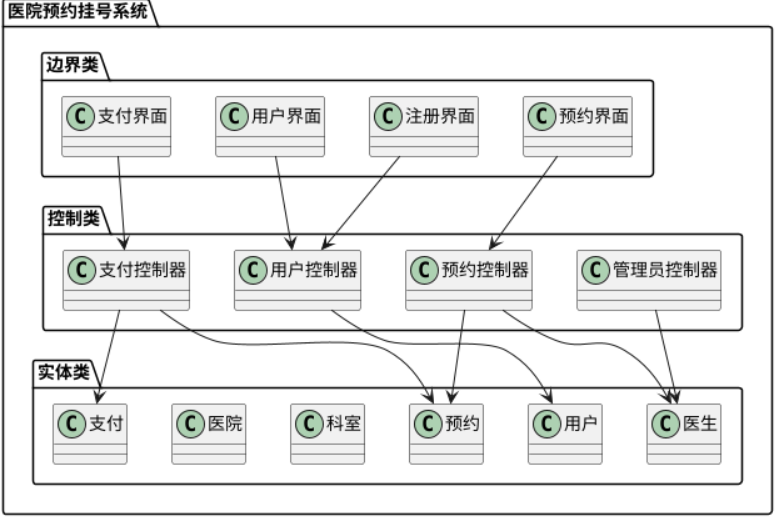 医院预约挂号系统
边界类
C 支付界面
C 用户界面
C 注册界面
C 预约界面
控制类
C 支付控制器
C 用户控制器
C 预约控制器
C 管理员控制器
实体类
C 支付
C 医院
C 科室
C 预约
C 用户
C 医生